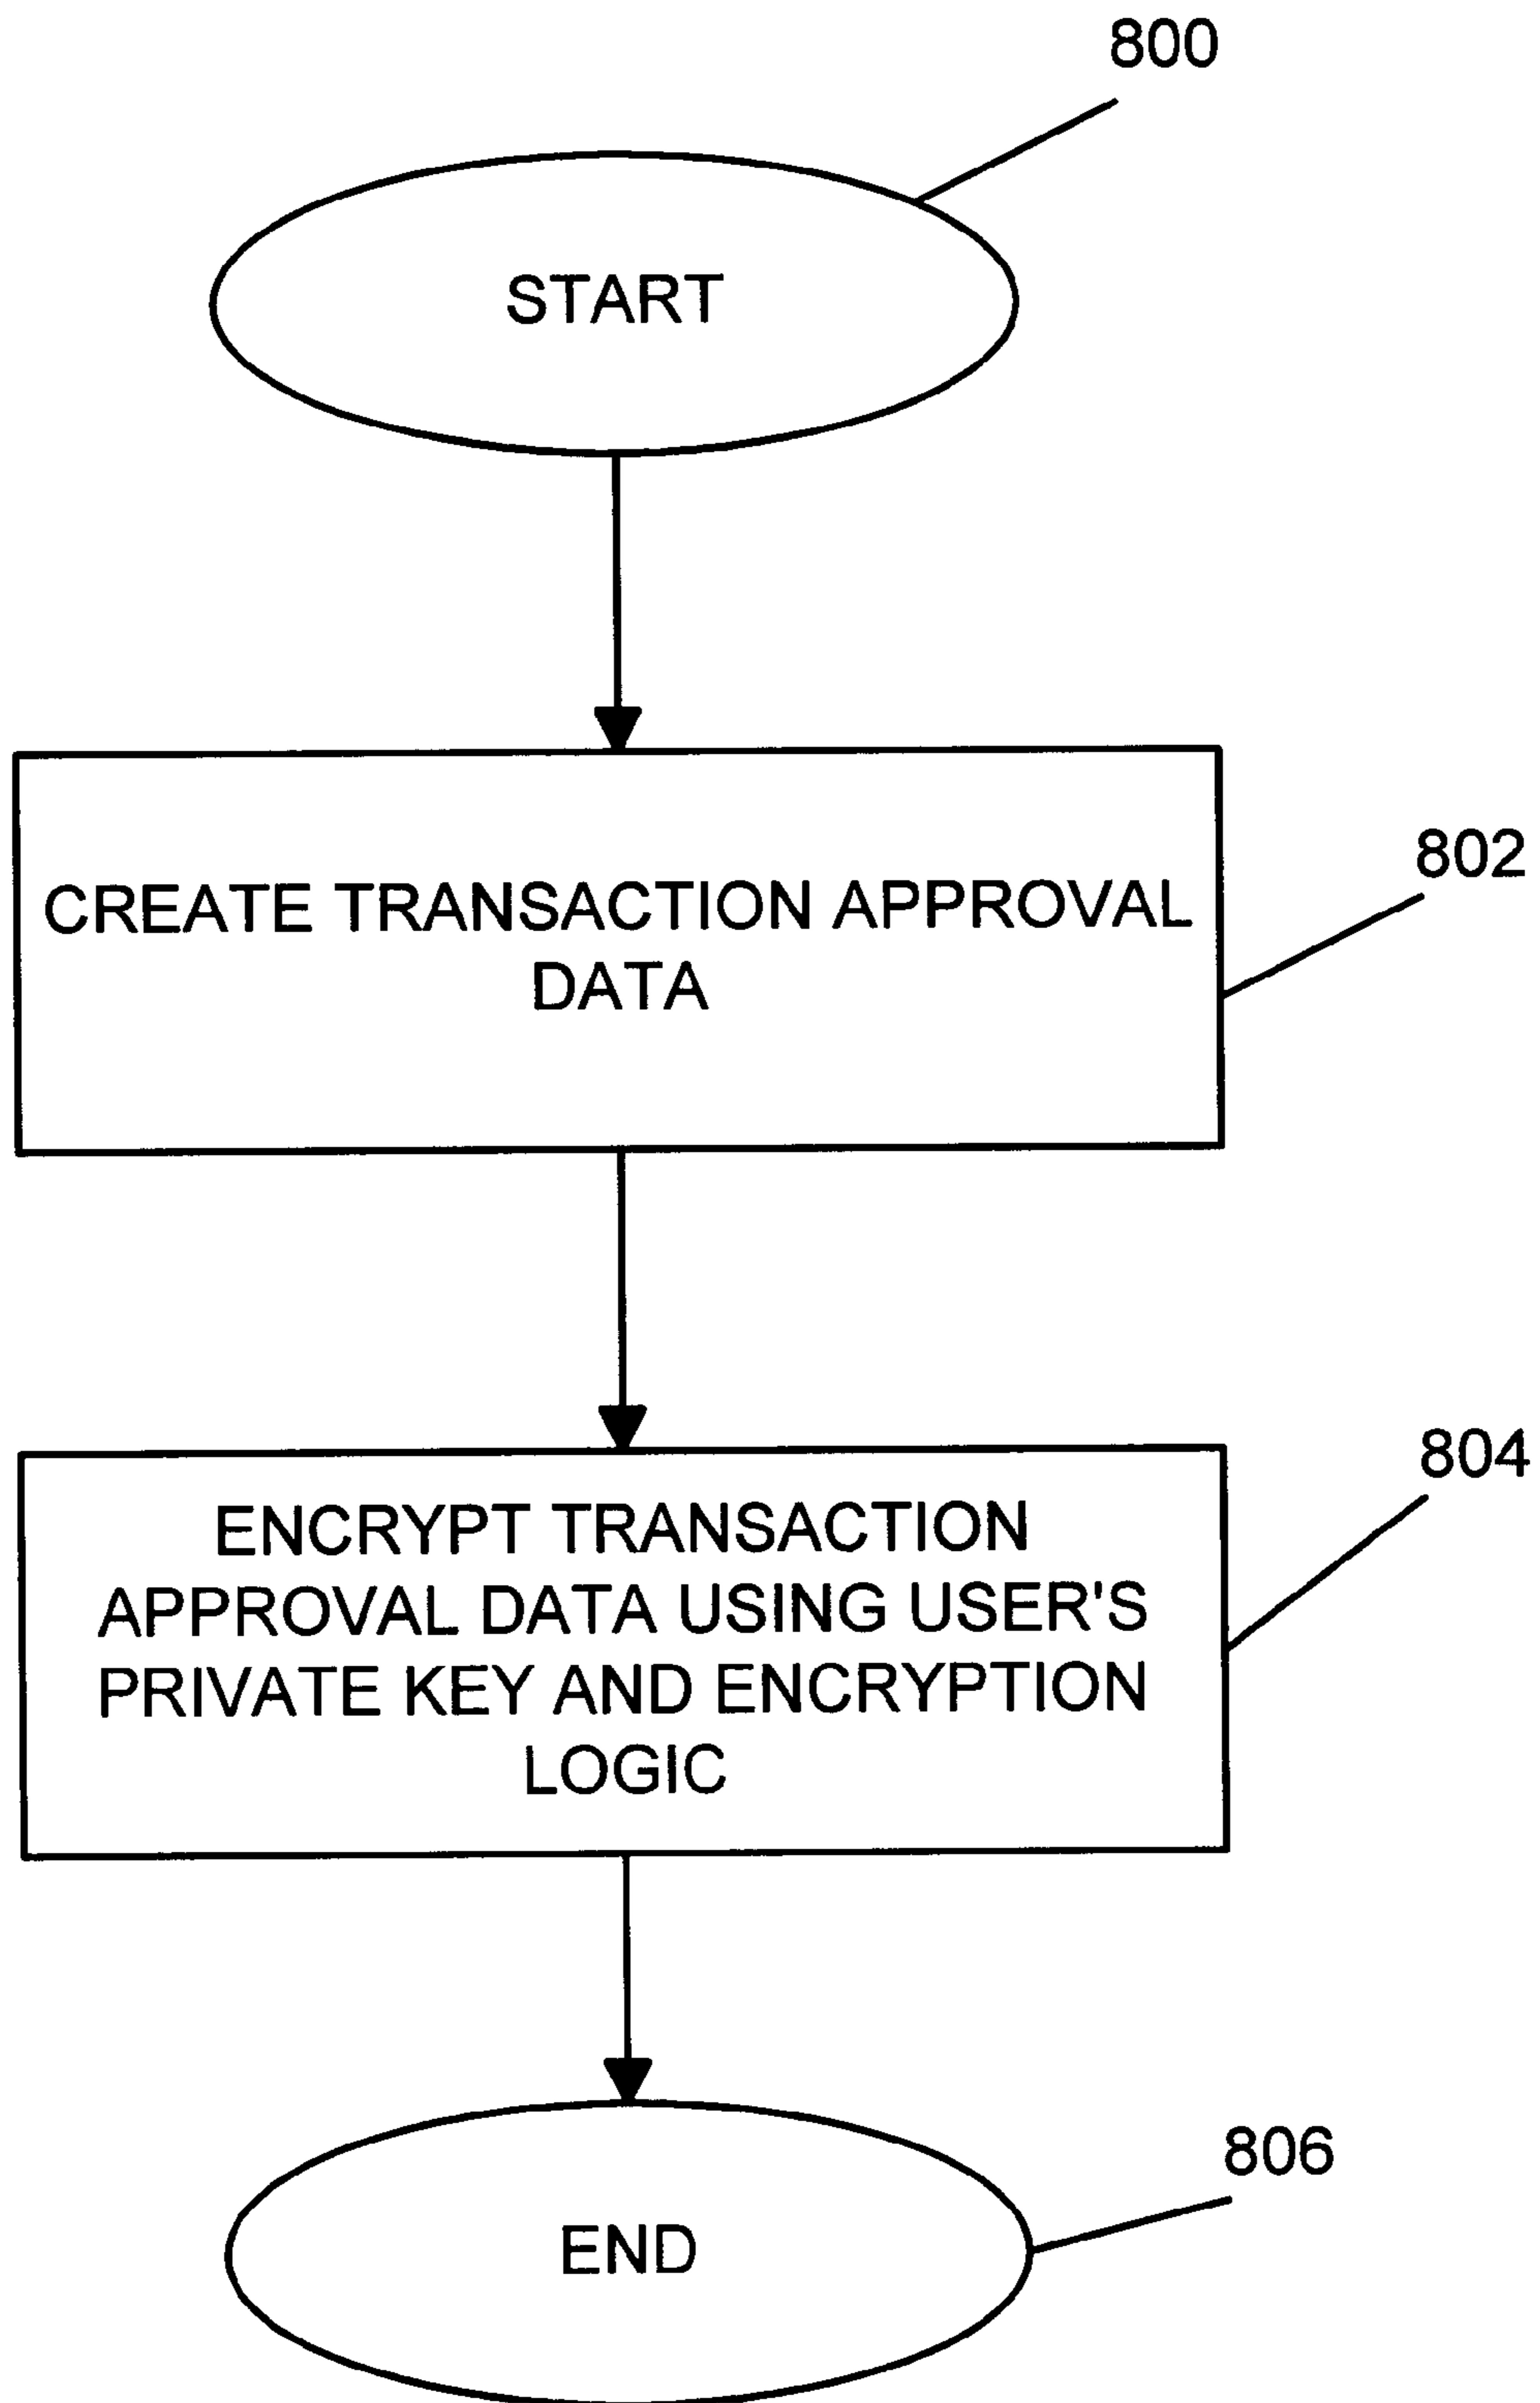 800
START
802
CREATE TRANSACTION APPROVAL
DATA
804
ENCRYPT TRANSACTION
APPROVAL DATA USING USER'S
PRIVATE KEY AND ENCRYPTION
LOGIC
806
END